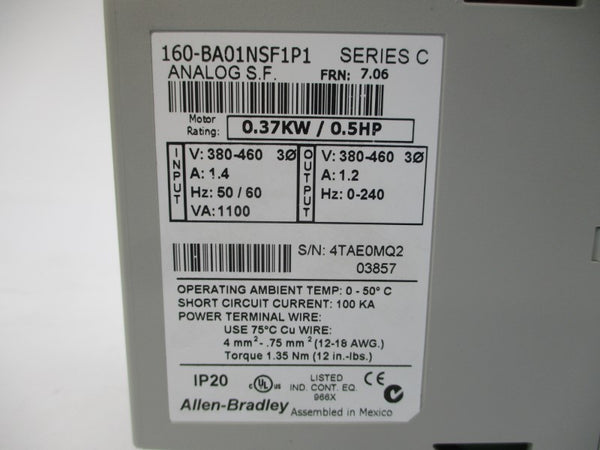 160-BA01NSF1P1 SERIES C
ANALOG S.F. FRN: 7.06
Motor Rating: 0.37KW / 0.5HP
INPUT
V: 380-460 3Ø
A: 1.4
Hz: 50 / 60
VA: 1100
OUTPUT
V: 380-460 3Ø
A: 1.2
Hz: 0-240
S/N: 4TAE0MQ2
03857
OPERATING AMBIENT TEMP: 0 - 50° C
SHORT CIRCUIT CURRENT: 100 KA
POWER TERMINAL WIRE:
USE 75°C Cu WIRE:
4 mm²- .75 mm² (12-18 AWG.)
Torque 1.35 Nm (12 in.-lbs.)
IP20 c UL us LISTED IND. CONT. EQ. 966X CE
Allen-Bradley Assembled in Mexico